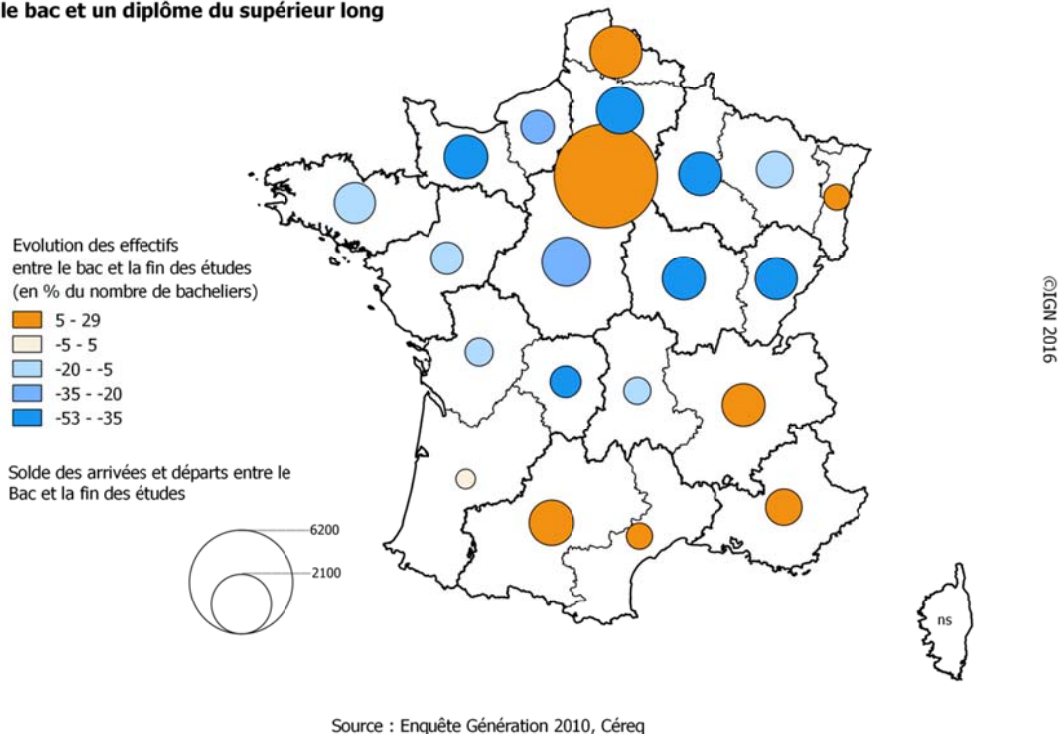 le bac et un diplôme du supérieur long
Evolution des effectifs
entre le bac et la fin des études
(en % du nombre de bacheliers)
5 - 29
-5 - 5
-20 - -5
-35 - -20
-53 - -35
Solde des arrivées et départs entre le
Bac et la fin des études
6200
2100
ns
©IGN 2016
Source : Enquête Génération 2010, Céreq